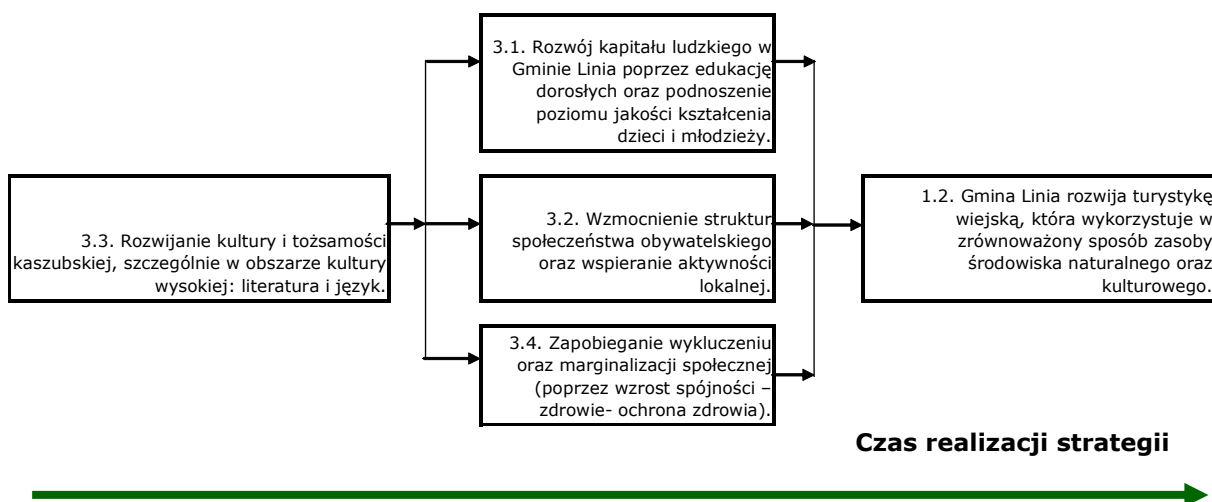 3.1. Rozwój kapitału ludzkiego w
Gminie Linia poprzez edukację
dorosłych oraz podnoszenie
poziomu jakości kształcenia
dzieci i młodzieży.
3.3. Rozwijanie kultury i tożsamości
kaszubskiej, szczególnie w obszarze kultury
wysokiej: literatura i język.
3.2. Wzmocnienie struktur
społeczeństwa obywatelskiego
oraz wspieranie aktywności
lokalnej.
1.2. Gmina Linia rozwija turystykę
wiejską, która wykorzystuje w
zrównoważony sposób zasoby
środowiska naturalnego oraz
kulturowego.
3.4. Zapobieganie wykluczeniu
oraz marginalizacji społecznej
(poprzez wzrost spójności –
zdrowie- ochrona zdrowia).
Czas realizacji strategii